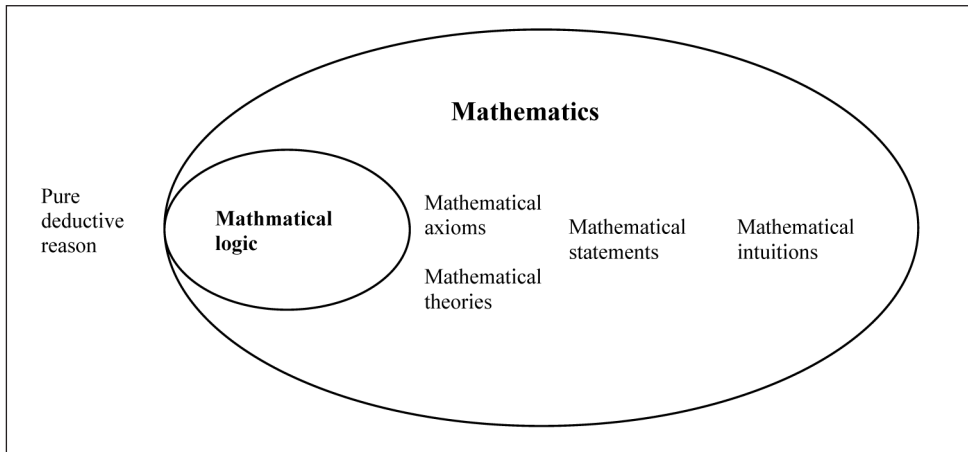 Mathematics
Pure
deductive
reason
Mathmatical
logic
Mathematical
axioms
Mathematical
theories
Mathematical
statements
Mathematical
intuitions